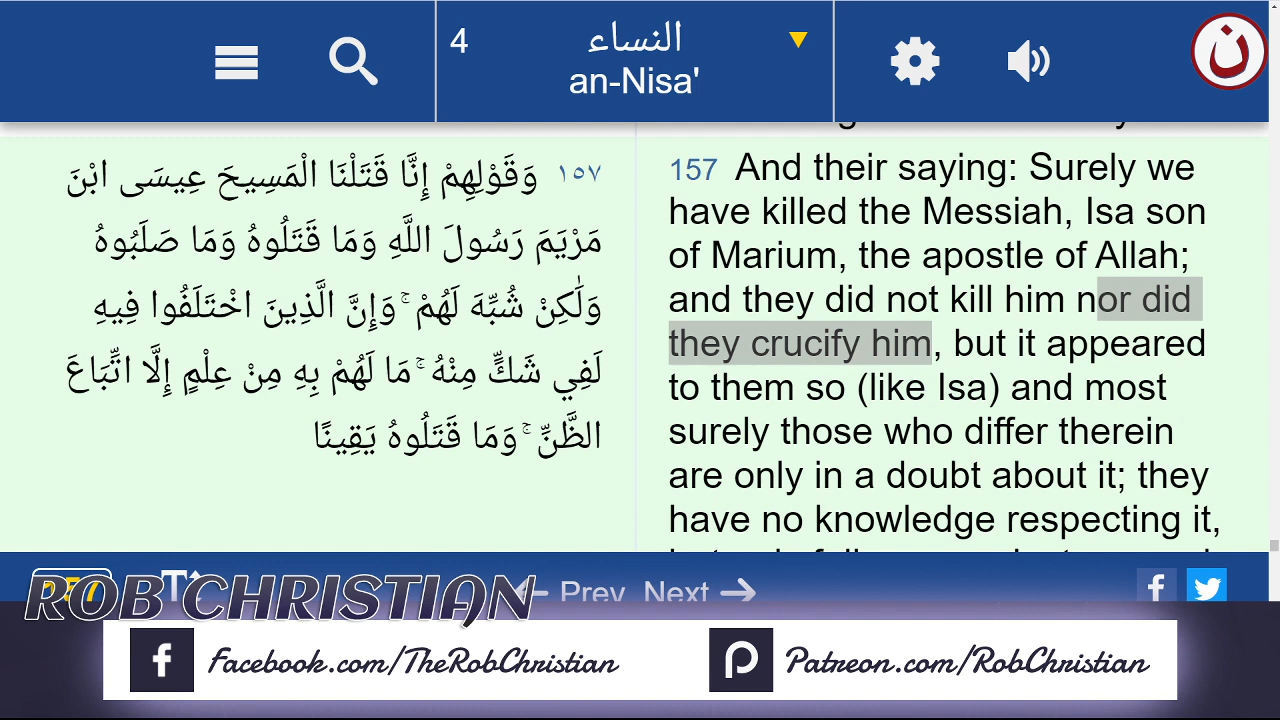 4
النساء
an-Nisa'
ن
١٥٧ وَقَوْلِهِمْ إِنَّا قَتَلْنَا الْمَسِيحَ عِيسَى ابْنَ
مَرْيَمَ رَسُولَ اللَّهِ وَمَا قَتَلُوهُ وَمَا صَلَبُوهُ
وَلَٰكِنْ شُبِّهَ لَهُمْ ۚ وَإِنَّ الَّذِينَ اخْتَلَفُوا فِيهِ
لَفِي شَكٍّ مِنْهُ ۚ مَا لَهُمْ بِهِ مِنْ عِلْمٍ إِلَّا اتِّبَاعَ
الظَّنِّ ۚ وَمَا قَتَلُوهُ يَقِينًا
157 And their saying: Surely we
have killed the Messiah, Isa son
of Marium, the apostle of Allah;
and they did not kill him nor did
they crucify him, but it appeared
to them so (like Isa) and most
surely those who differ therein
are only in a doubt about it; they
have no knowledge respecting it,
Prev Next
ROB CHRISTIAN
Facebook.com/TheRobChristian
Patreon.com/RobChristian